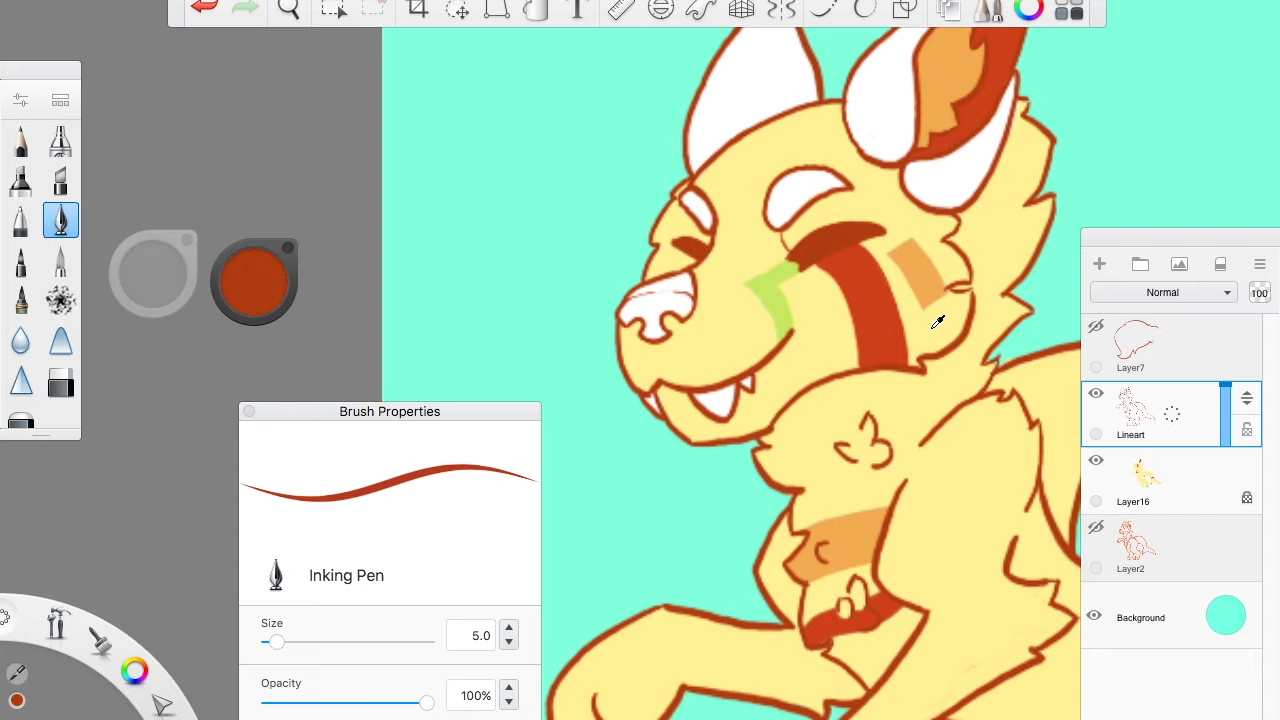 Brush Properties
Inking Pen
Size
5.0
Opacity
100%
Normal
100
Layer7
Lineart
Layer16
Layer2
Background